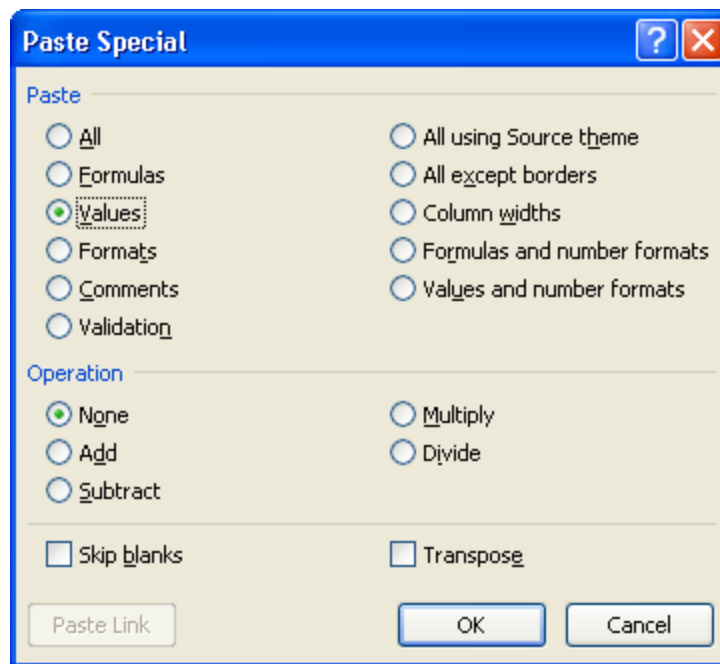 Paste Special
Paste
All
All using Source theme
Formulas
All except borders
Values
Column widths
Formats
Formulas and number formats
Comments
Values and number formats
Validation
Operation
None
Multiply
Add
Divide
Subtract
Skip blanks
Transpose
Paste Link
OK
Cancel